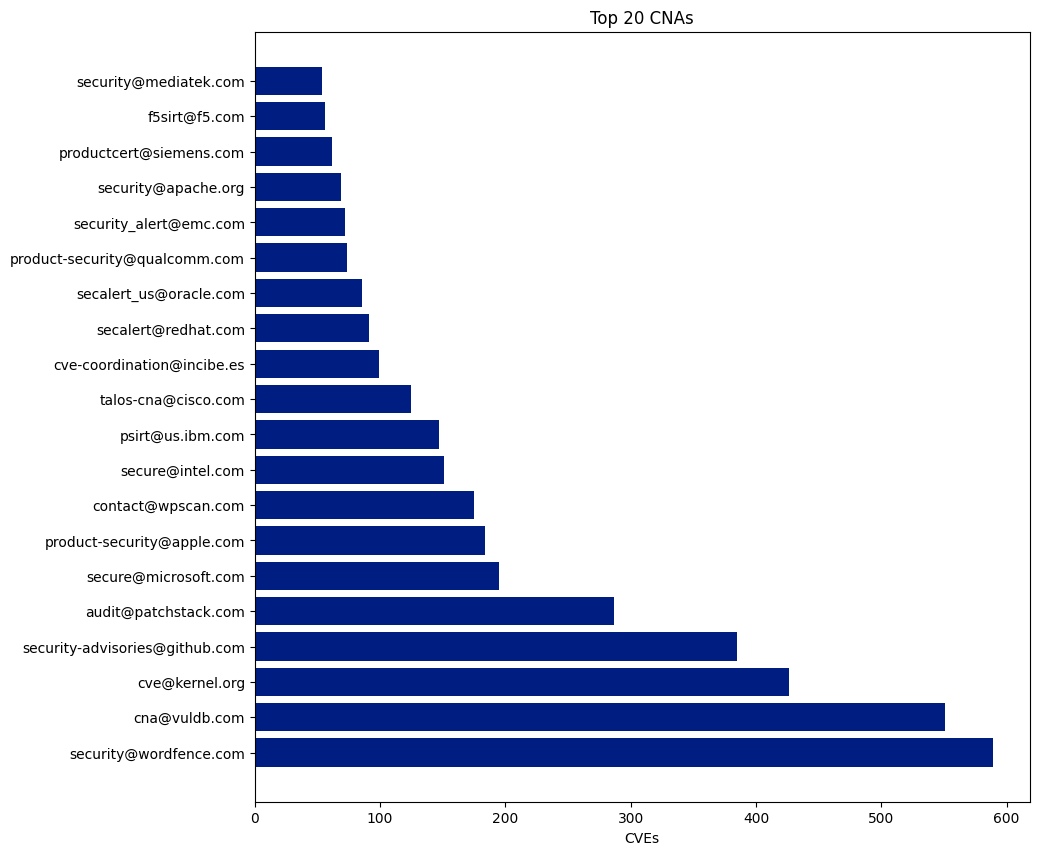 Top 20 CNAs
security@mediatek.com
f5sirt@f5.com
productcert@siemens.com
security@apache.org
security_alert@emc.com
product-security@qualcomm.com
secalert_us@oracle.com
secalert@redhat.com
cve-coordination@incibe.es
talos-cna@cisco.com
psirt@us.ibm.com
secure@intel.com
contact@wpscan.com
product-security@apple.com
secure@microsoft.com
audit@patchstack.com
security-advisories@github.com
cve@kernel.org
cna@vuldb.com
security@wordfence.com
0 100 200 300 400 500 600
CVEs